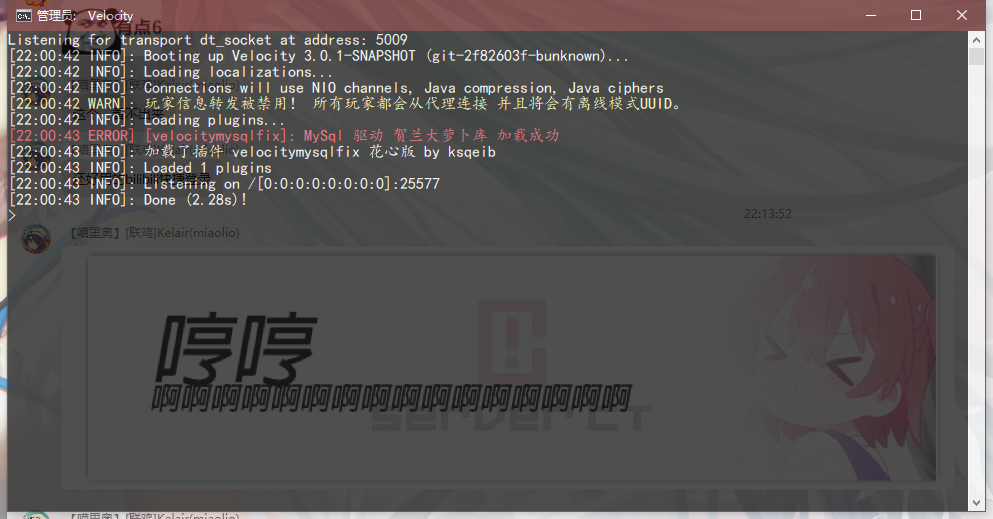 管理员: Velocity
有点6
Listening for transport dt_socket at address: 5009
[22:00:42 INFO]: Booting up Velocity 3.0.1-SNAPSHOT (git-2f82603f-bunknown)...
[22:00:42 INFO]: Loading localizations...
[22:00:42 INFO]: Connections will use NIO channels, Java compression, Java ciphers
[22:00:42 WARN]: 玩家信息转发被禁用! 所有玩家都会从代理连接 并且将会有离线模式UUID。
[22:00:42 INFO]: Loading plugins...
[22:00:43 ERROR] [velocitymysqlfix]: MySql 驱动 贺兰大萝卜库 加载成功
[22:00:43 INFO]: 加载了插件 velocitymysqlfix 花心版 by ksqeib
[22:00:43 INFO]: Loaded 1 plugins
[22:00:43 INFO]: Listening on /[0:0:0:0:0:0:0:0]:25577
[22:00:43 INFO]: Done (2.28s)!
>
22:13:52
【喵里奥】[联鸡]Kelair(miaolio)
哼哼
啊啊啊啊啊啊啊啊啊啊啊啊啊啊啊啊
serverct
【喵里奥】[联鸡]Kelair(miaolio)